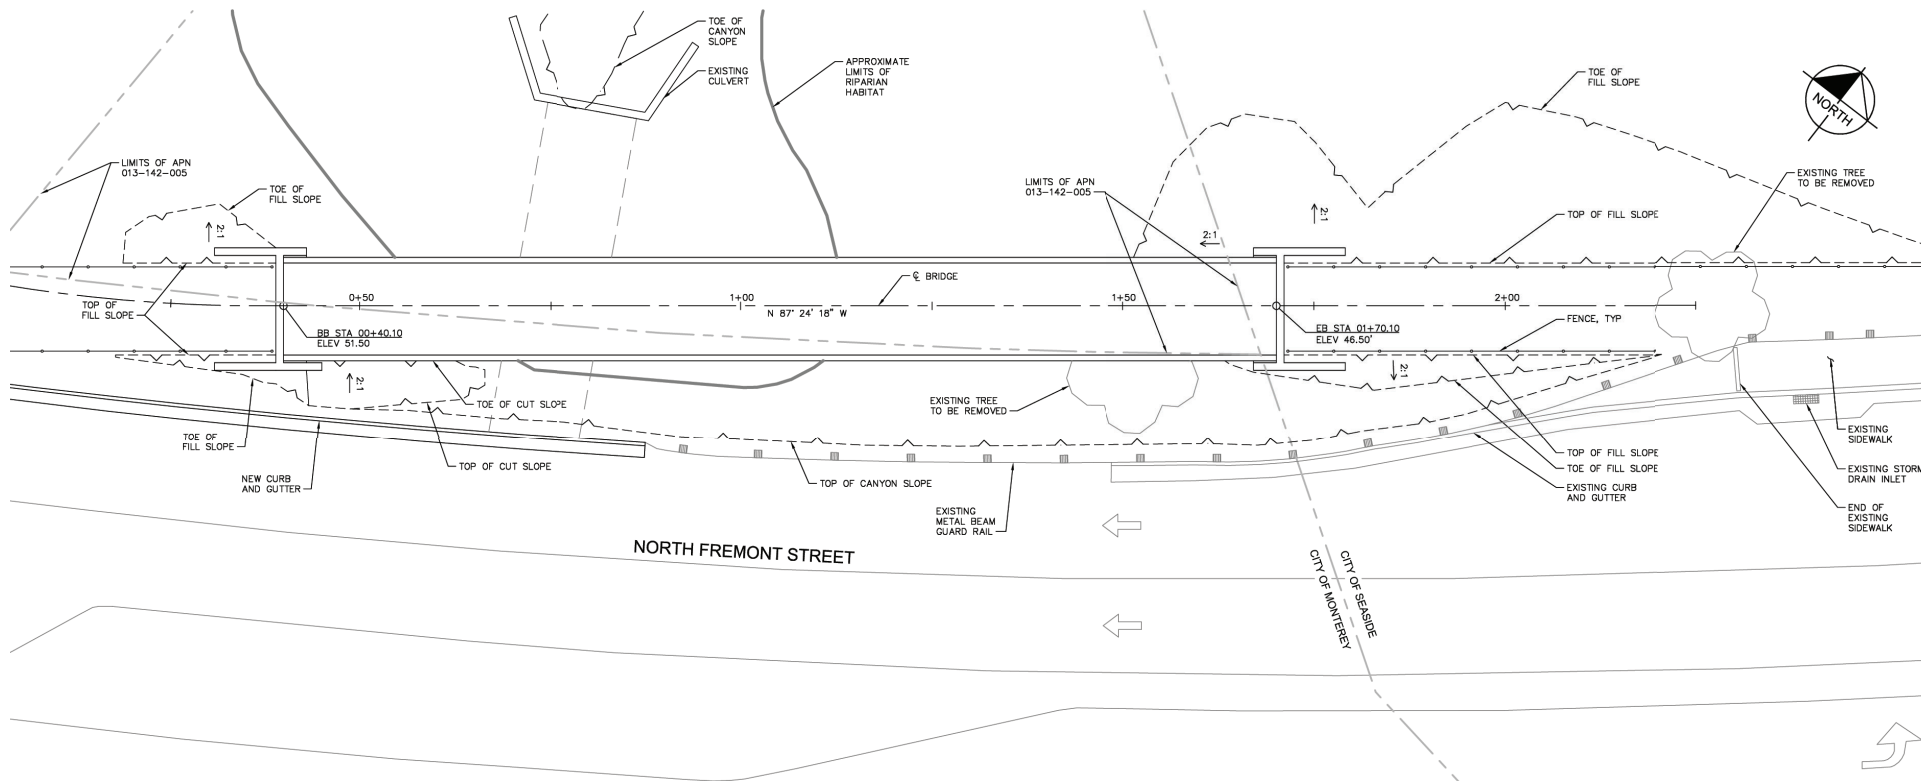 TOE OF
CANYON
SLOPE
EXISTING
CULVERT
APPROXIMATE
LIMITS OF
RIPARIAN
HABITAT
TOE OF
FILL SLOPE
NORTH
LIMITS OF APN
013-142-005
TOE OF
FILL SLOPE
2:1
LIMITS OF APN
013-142-005
2:1
2:1
EXISTING TREE
TO BE REMOVED
TOP OF FILL SLOPE
℄ BRIDGE
TOP OF
FILL SLOPE
0+50
1+00
1+50
2+00
N 87° 24' 18" W
BB STA 00+40.10
ELEV 51.50
EB STA 01+70.10
ELEV 46.50'
FENCE, TYP
2:1
2:1
TOE OF CUT SLOPE
EXISTING TREE
TO BE REMOVED
TOE OF
FILL SLOPE
TOP OF CUT SLOPE
NEW CURB
AND GUTTER
TOP OF CANYON SLOPE
EXISTING
METAL BEAM
GUARD RAIL
TOP OF FILL SLOPE
TOE OF FILL SLOPE
EXISTING CURB
AND GUTTER
EXISTING
SIDEWALK
EXISTING STORM
DRAIN INLET
END OF
EXISTING
SIDEWALK
NORTH FREMONT STREET
CITY OF SEASIDE
CITY OF MONTEREY